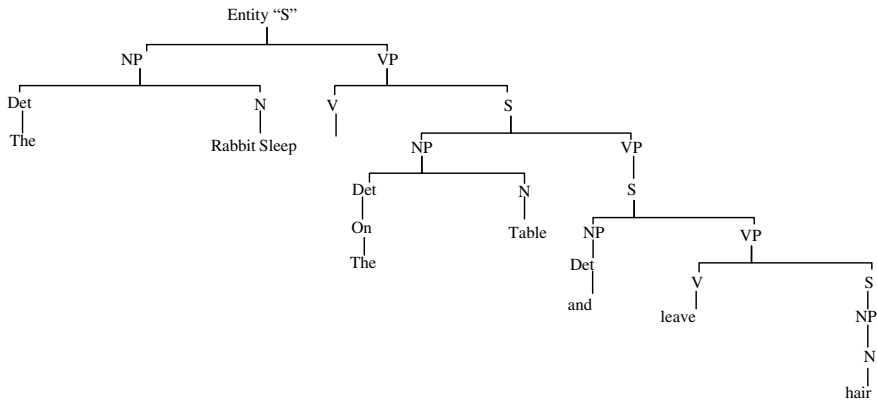 Entity “S”
NP VP
Det N V S
The Rabbit Sleep NP VP
Det N S
On Table NP VP
The Det V S
and leave NP
N
hair